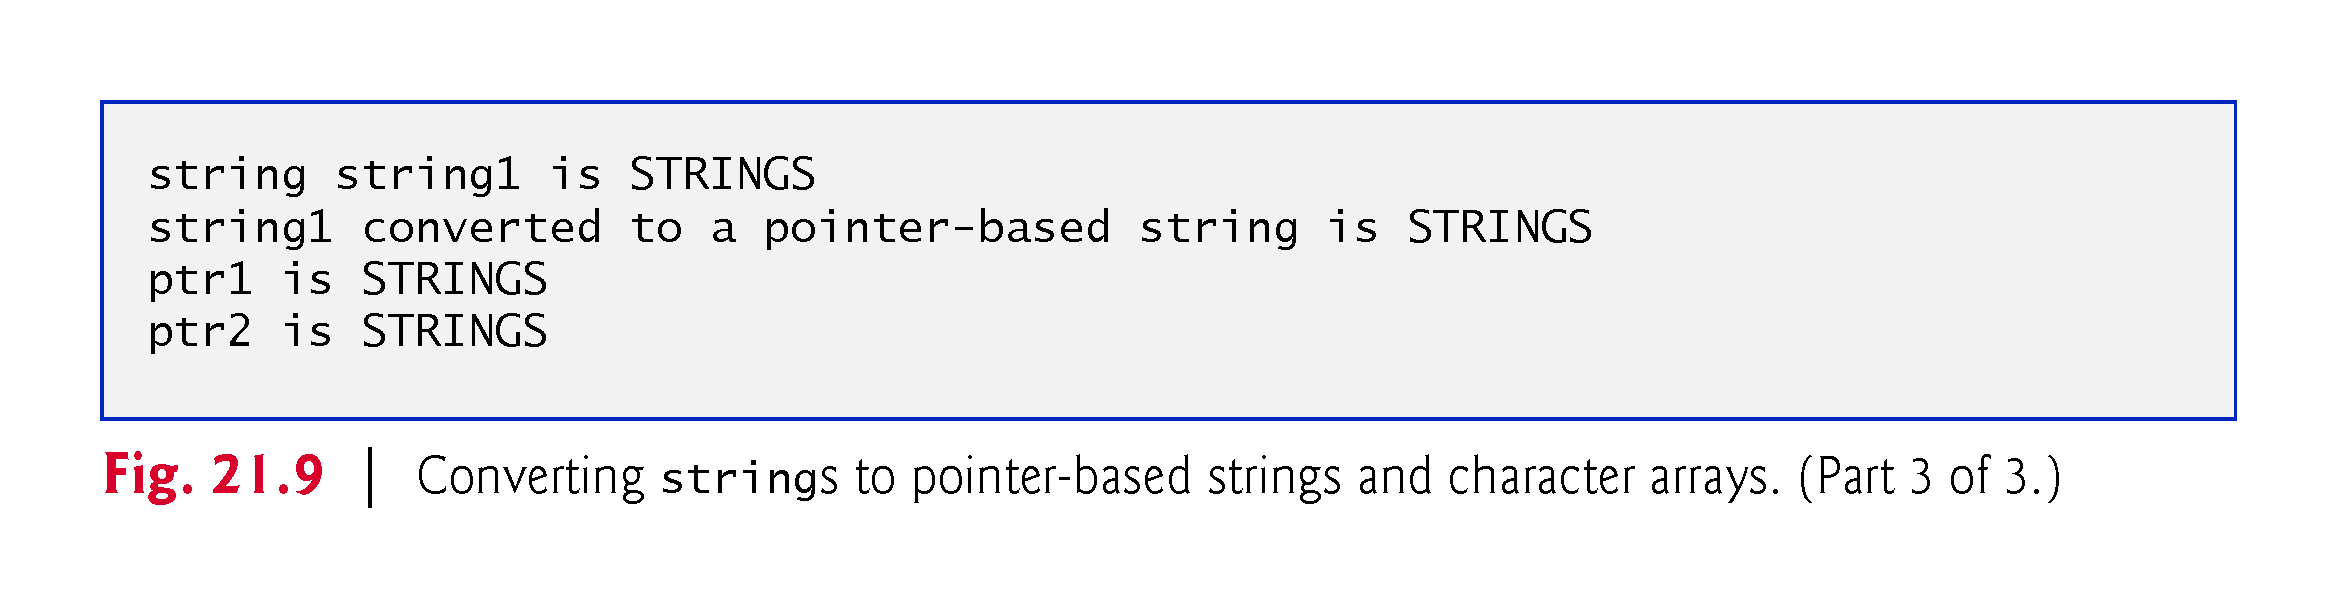 string string1 is STRINGS
string1 converted to a pointer-based string is STRINGS
ptr1 is STRINGS
ptr2 is STRINGS
Fig. 21.9 | Converting strings to pointer-based strings and character arrays. (Part 3 of 3.)